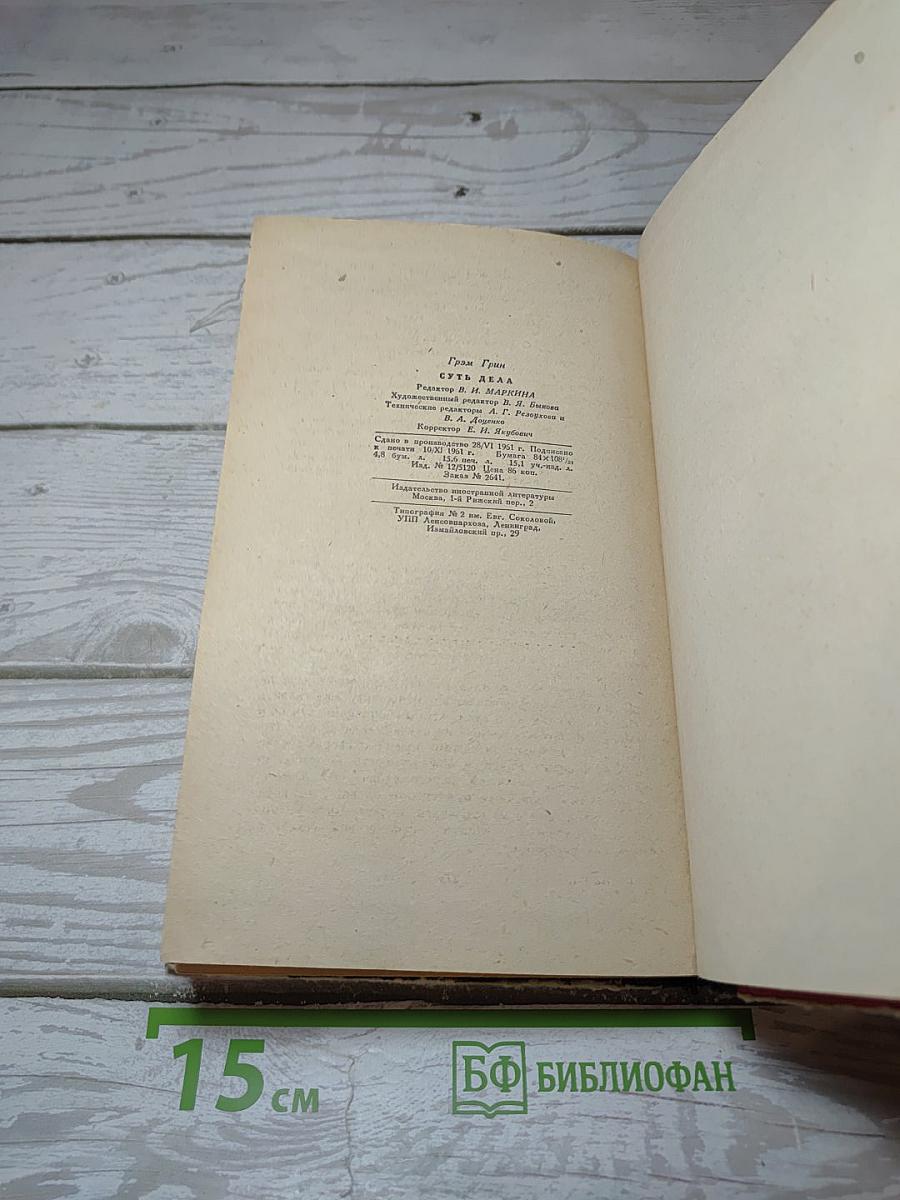 Грэм Грин
СУТЬ ДЕЛА
Редактор В. И. МАРКИНА
Художественный редактор В. Я. Быкова
Технические редакторы А. Г. Резоухова и
В. А. Доценко
Корректор Е. И. Якубович
Сдано в производство 28/VI 1961 г. Подписано
к печати 10/XI 1961 г. Бумага 84×108¹/₃₂
4,8 бум. л. 15,6 печ. л. 15,1 уч.-изд. л.
Изд. № 12/5120 Цена 86 коп.
Заказ № 2641.
Издательство иностранной литературы
Москва, 1-й Рижский пер., 2
Типография № 2 им. Евг. Соколовой,
УПП Ленсовнархоза, Ленинград,
Измайловский пр., 29
15 см
БФ БИБЛИОФАН